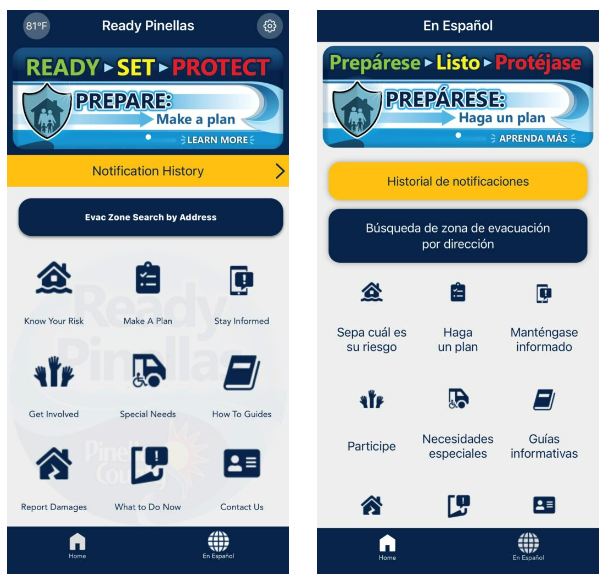 81°F
Ready Pinellas
READY SET PROTECT
PREPARE:
Make a plan
LEARN MORE
Notification History
Evac Zone Search by Address
Know Your Risk
Make A Plan
Stay Informed
Get Involved
Special Needs
How To Guides
Report Damages
What to Do Now
Contact Us
Ready
Pinellas
Pinellas
County
Home
En Español
En Español
Prepárese Listo Protéjase
PREPÁRESE:
Haga un plan
APRENDA MÁS
Historial de notificaciones
Búsqueda de zona de evacuación
por dirección
Sepa cuál es
su riesgo
Haga
un plan
Manténgase
informado
Participe
Necesidades
especiales
Guías
informativas
Home
En Español